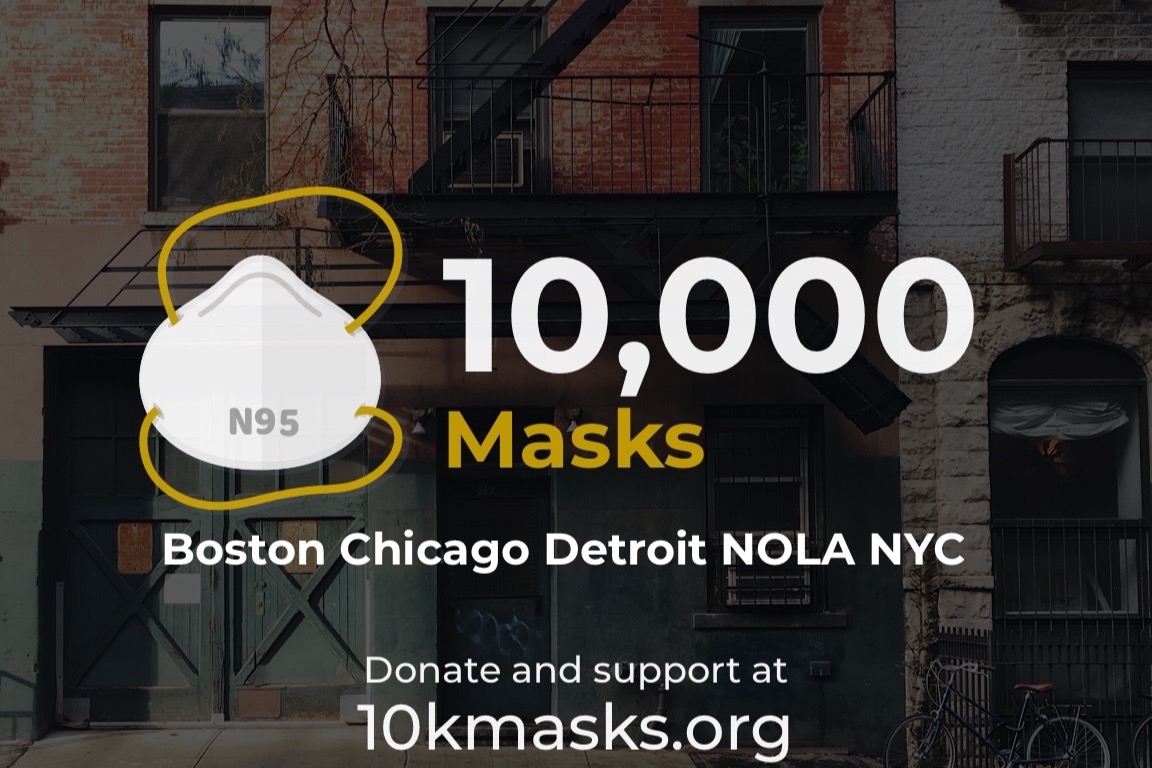 10,000
N95
Masks
Boston Chicago Detroit NOLA NYC
Donate and support at
10kmasks.org